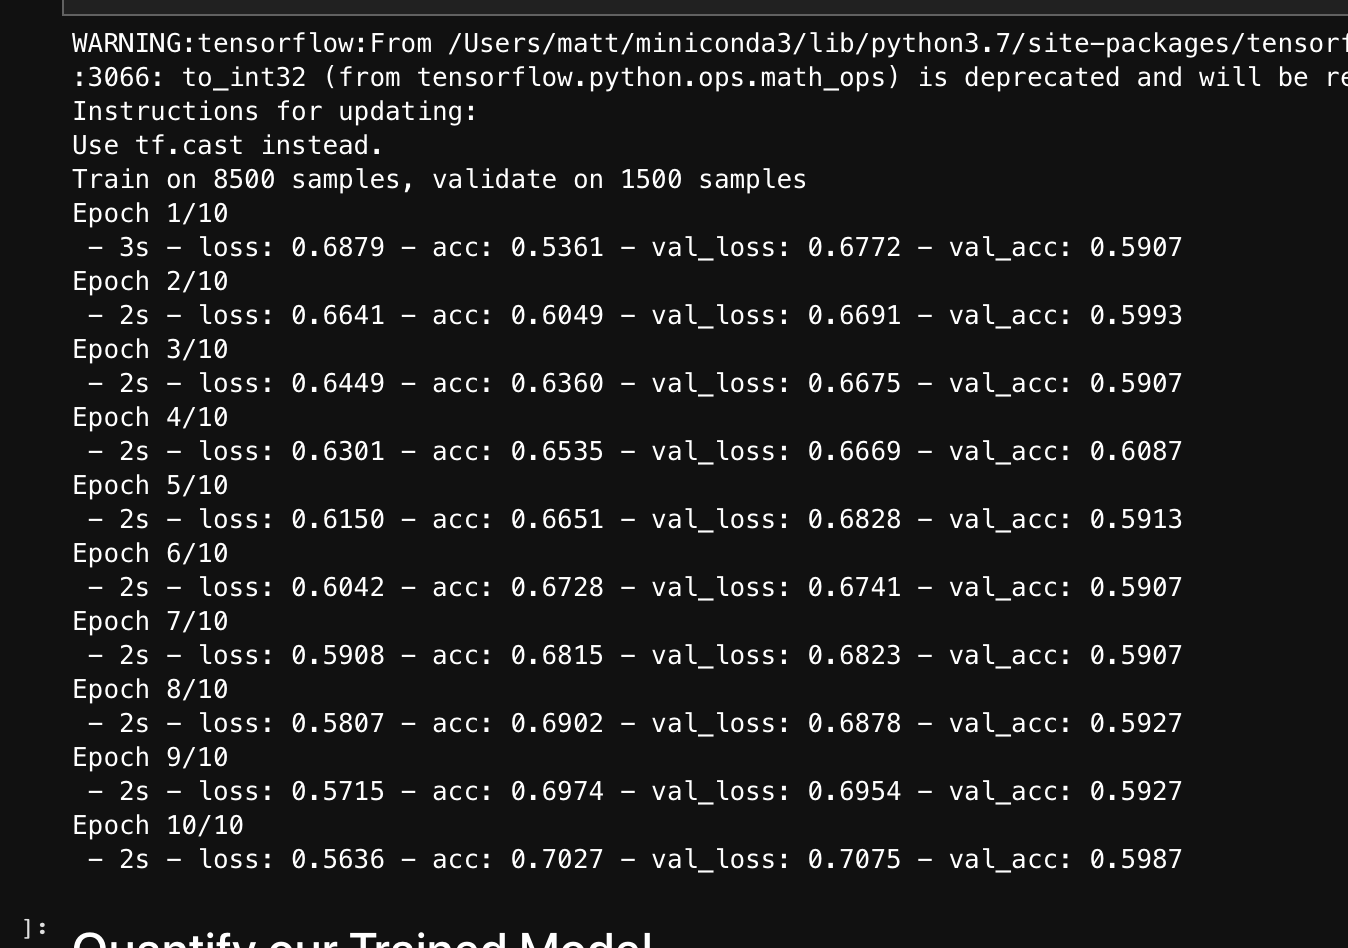 WARNING:tensorflow:From /Users/matt/miniconda3/lib/python3.7/site-packages/tensorf
:3066: to_int32 (from tensorflow.python.ops.math_ops) is deprecated and will be re
Instructions for updating:
Use tf.cast instead.
Train on 8500 samples, validate on 1500 samples
Epoch 1/10
 - 3s - loss: 0.6879 - acc: 0.5361 - val_loss: 0.6772 - val_acc: 0.5907
Epoch 2/10
 - 2s - loss: 0.6641 - acc: 0.6049 - val_loss: 0.6691 - val_acc: 0.5993
Epoch 3/10
 - 2s - loss: 0.6449 - acc: 0.6360 - val_loss: 0.6675 - val_acc: 0.5907
Epoch 4/10
 - 2s - loss: 0.6301 - acc: 0.6535 - val_loss: 0.6669 - val_acc: 0.6087
Epoch 5/10
 - 2s - loss: 0.6150 - acc: 0.6651 - val_loss: 0.6828 - val_acc: 0.5913
Epoch 6/10
 - 2s - loss: 0.6042 - acc: 0.6728 - val_loss: 0.6741 - val_acc: 0.5907
Epoch 7/10
 - 2s - loss: 0.5908 - acc: 0.6815 - val_loss: 0.6823 - val_acc: 0.5907
Epoch 8/10
 - 2s - loss: 0.5807 - acc: 0.6902 - val_loss: 0.6878 - val_acc: 0.5927
Epoch 9/10
 - 2s - loss: 0.5715 - acc: 0.6974 - val_loss: 0.6954 - val_acc: 0.5927
Epoch 10/10
 - 2s - loss: 0.5636 - acc: 0.7027 - val_loss: 0.7075 - val_acc: 0.5987
]:
Quantify our Trained Model